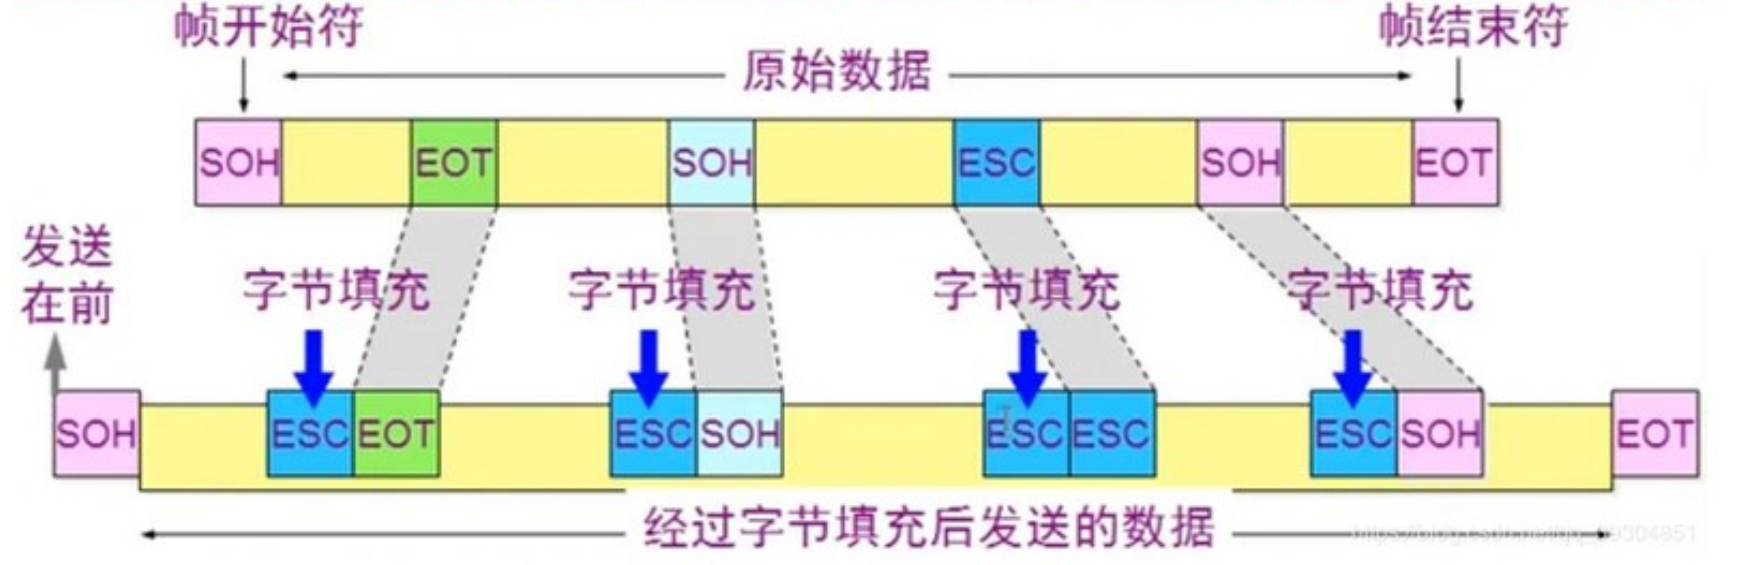 帧开始符
帧结束符
原始数据
SOH EOT SOH ESC SOH EOT
发送
在前
字节填充 字节填充 字节填充 字节填充
SOH ESC EOT ESC SOH ESC ESC ESC SOH EOT
经过字节填充后发送的数据